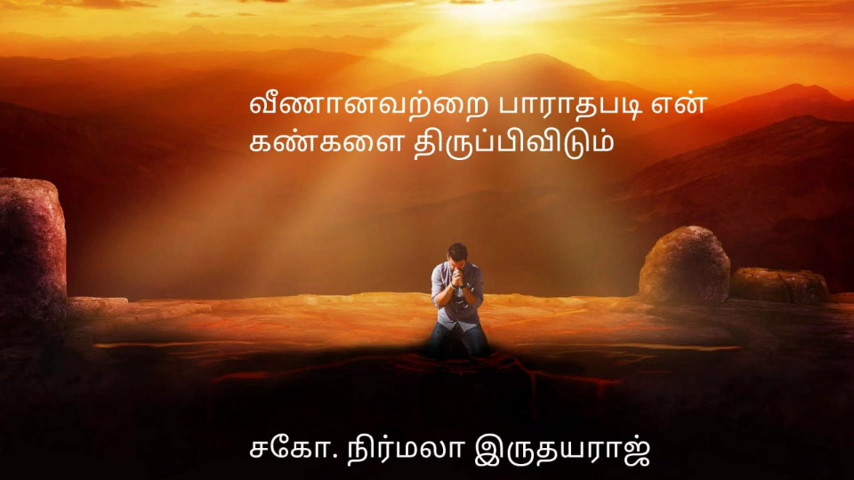 வீணானவற்றை பாராதபடி என்
கண்களை திருப்பிவிடும்
சகோ. நிர்மலா இருதயராஜ்